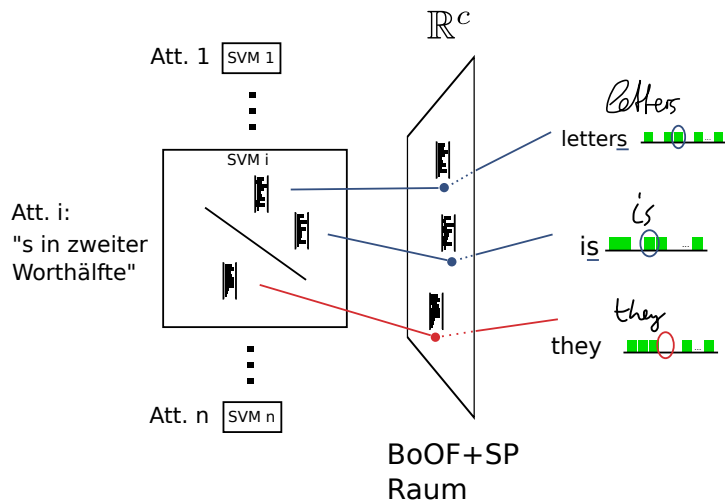 ℝᶜ
Att. 1
SVM 1
letters
letters
SVM i
Att. i:
"s in zweiter
Worthälfte"
is
is
they
they
Att. n
SVM n
BoOF+SP
Raum